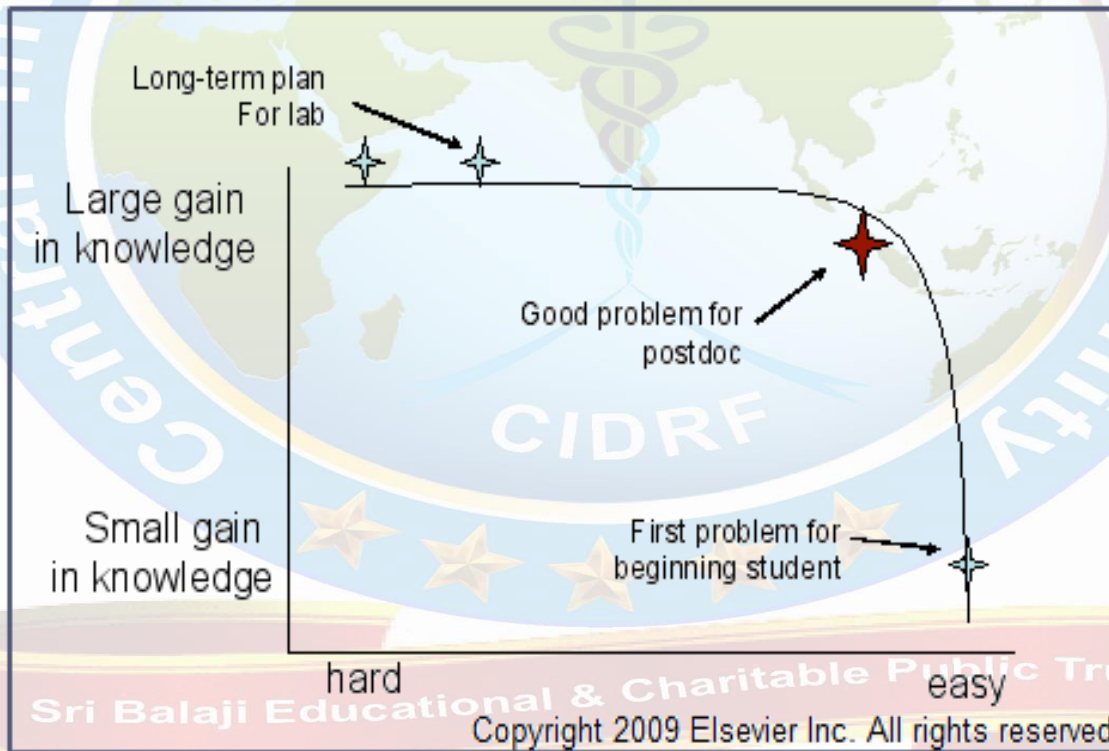 Long-term plan
For lab
Large gain
in knowledge
Good problem for
postdoc
CIDRF
Small gain
in knowledge
First problem for
beginning student
hard
easy
Central
Sri Balaji Educational & Charitable Public Tru
Copyright 2009 Elsevier Inc. All rights reserved